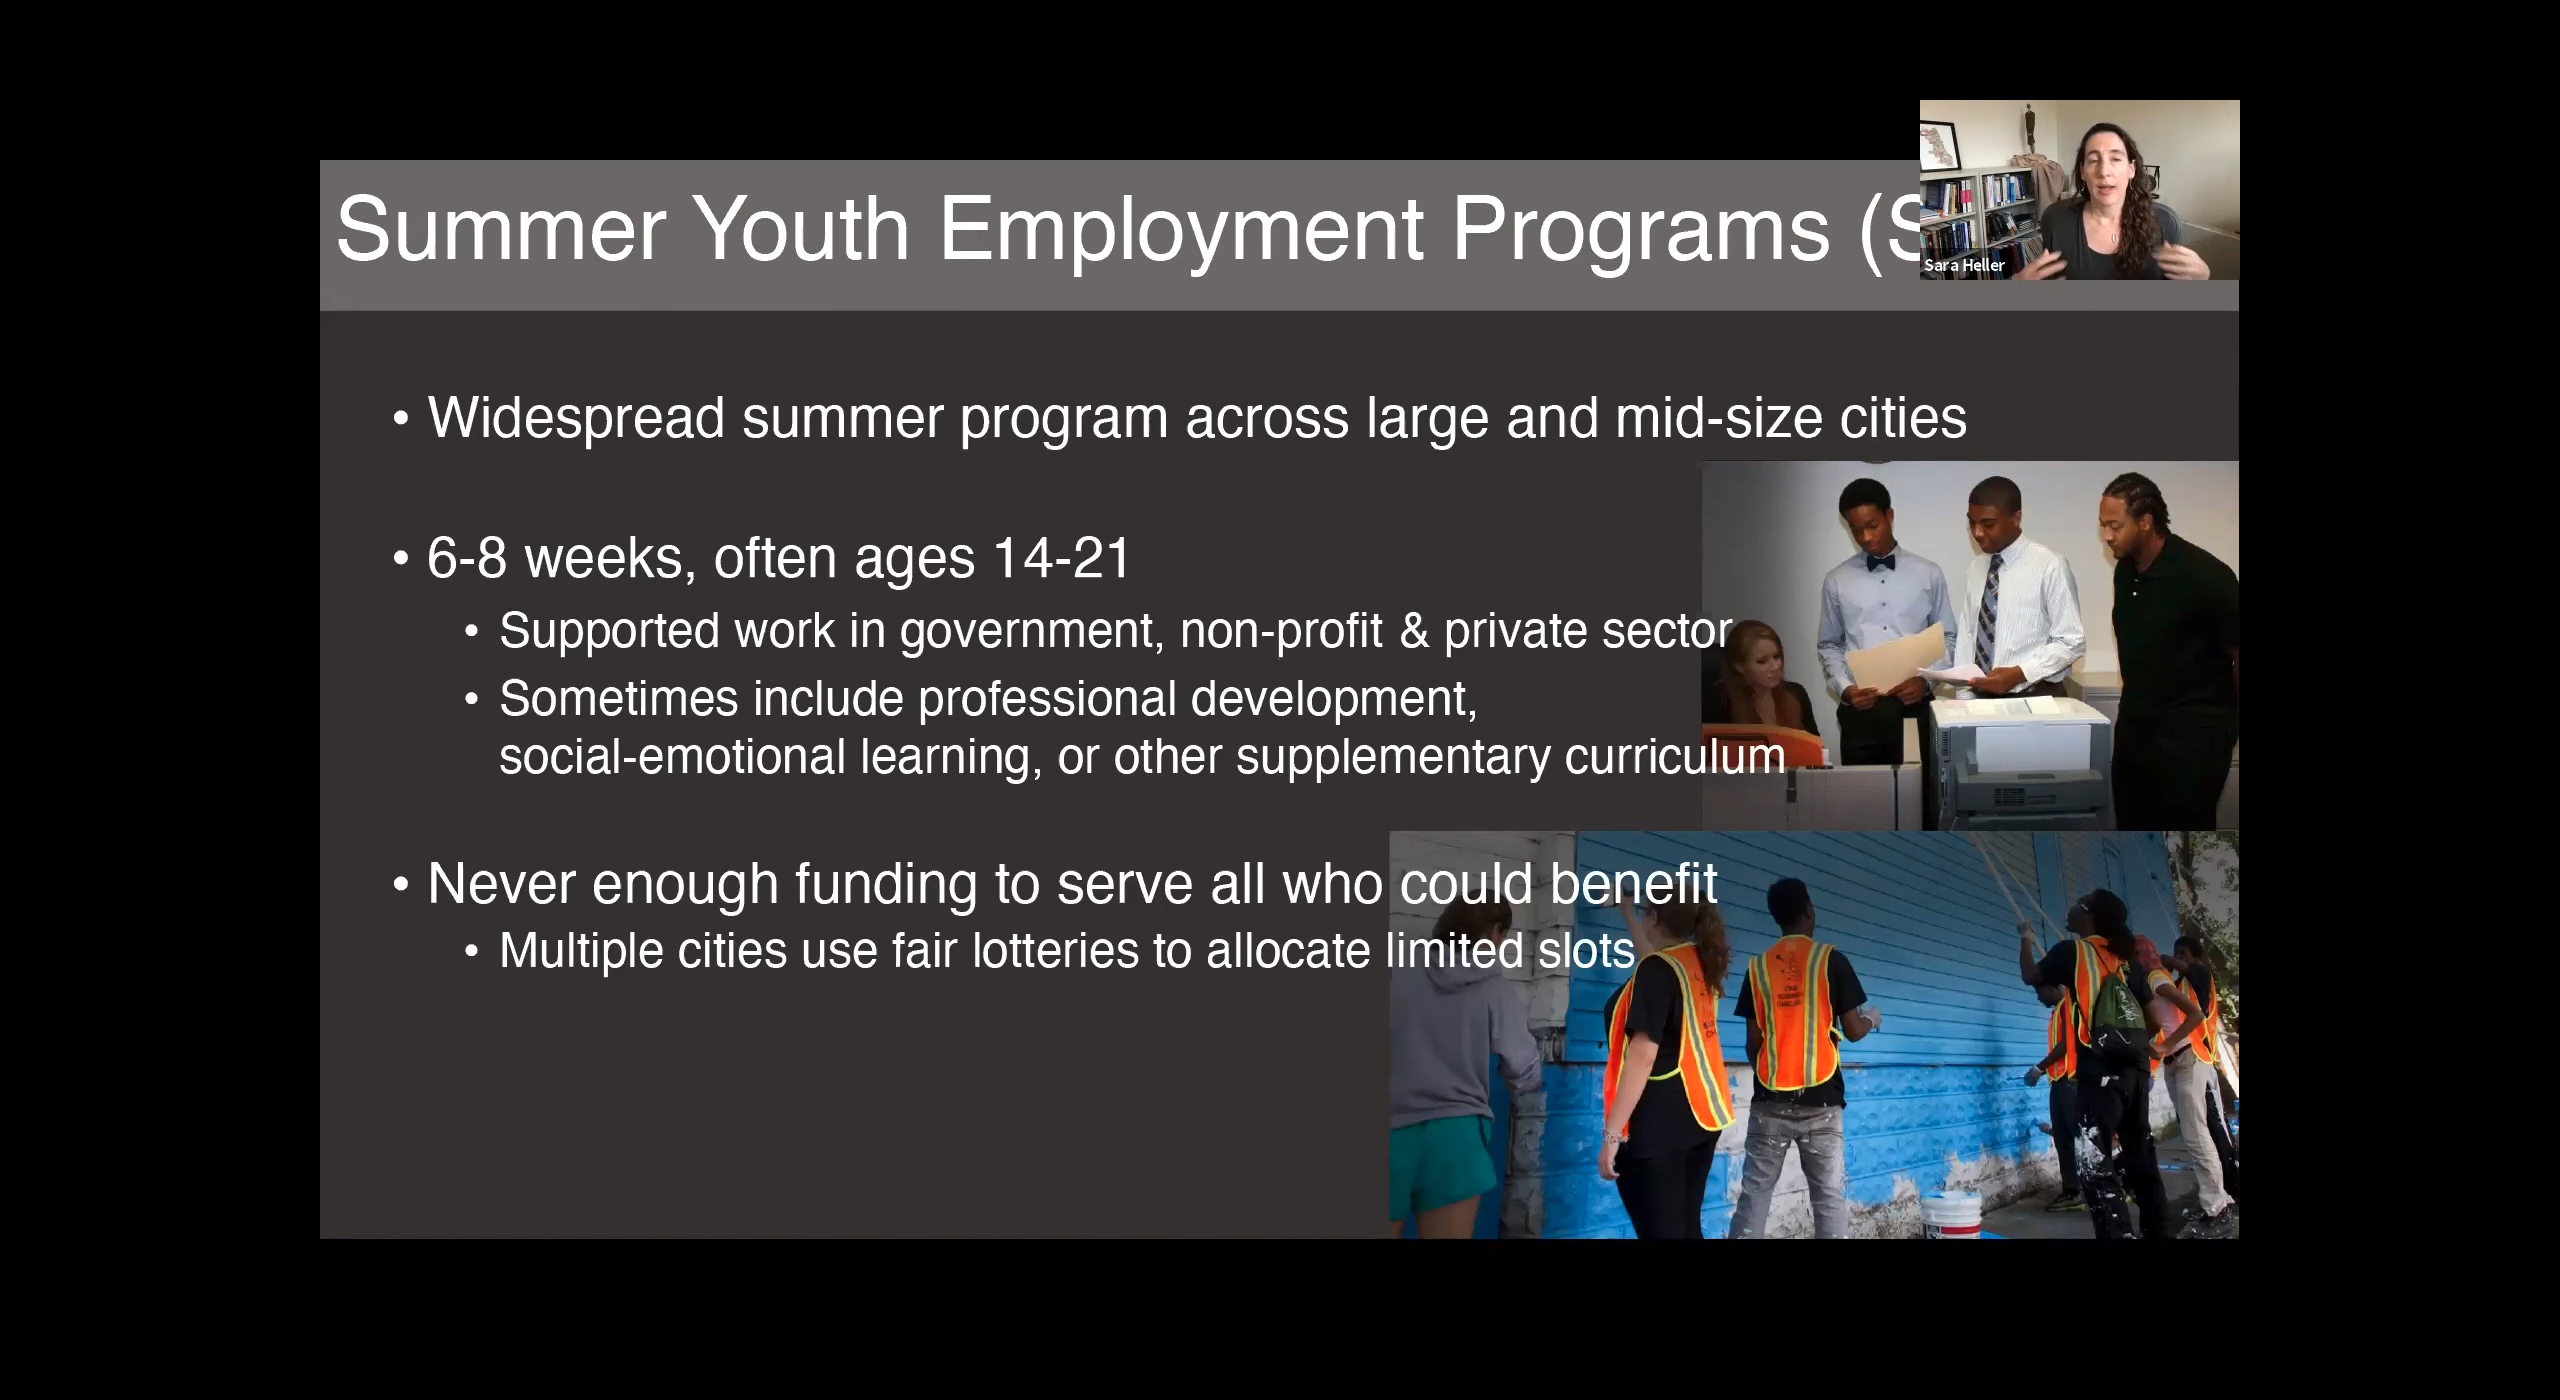 Summer Youth Employment Programs (S
Sara Heller
• Widespread summer program across large and mid-size cities
• 6-8 weeks, often ages 14-21
• Supported work in government, non-profit & private sector
• Sometimes include professional development,
social-emotional learning, or other supplementary curriculum
• Never enough funding to serve all who could benefit
• Multiple cities use fair lotteries to allocate limited slots